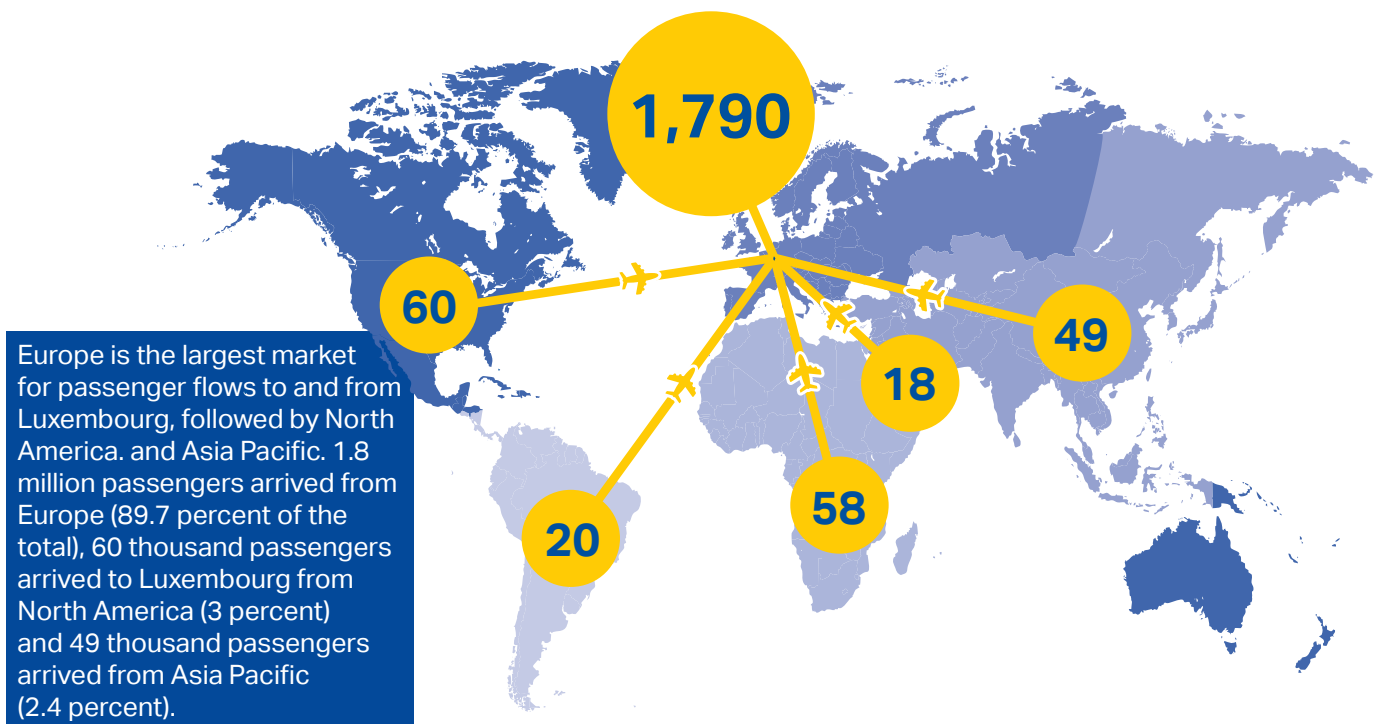 1,790
60
49
18
58
20
Europe is the largest market
for passenger flows to and from
Luxembourg, followed by North
America. and Asia Pacific. 1.8
million passengers arrived from
Europe (89.7 percent of the
total), 60 thousand passengers
arrived to Luxembourg from
North America (3 percent)
and 49 thousand passengers
arrived from Asia Pacific
(2.4 percent).